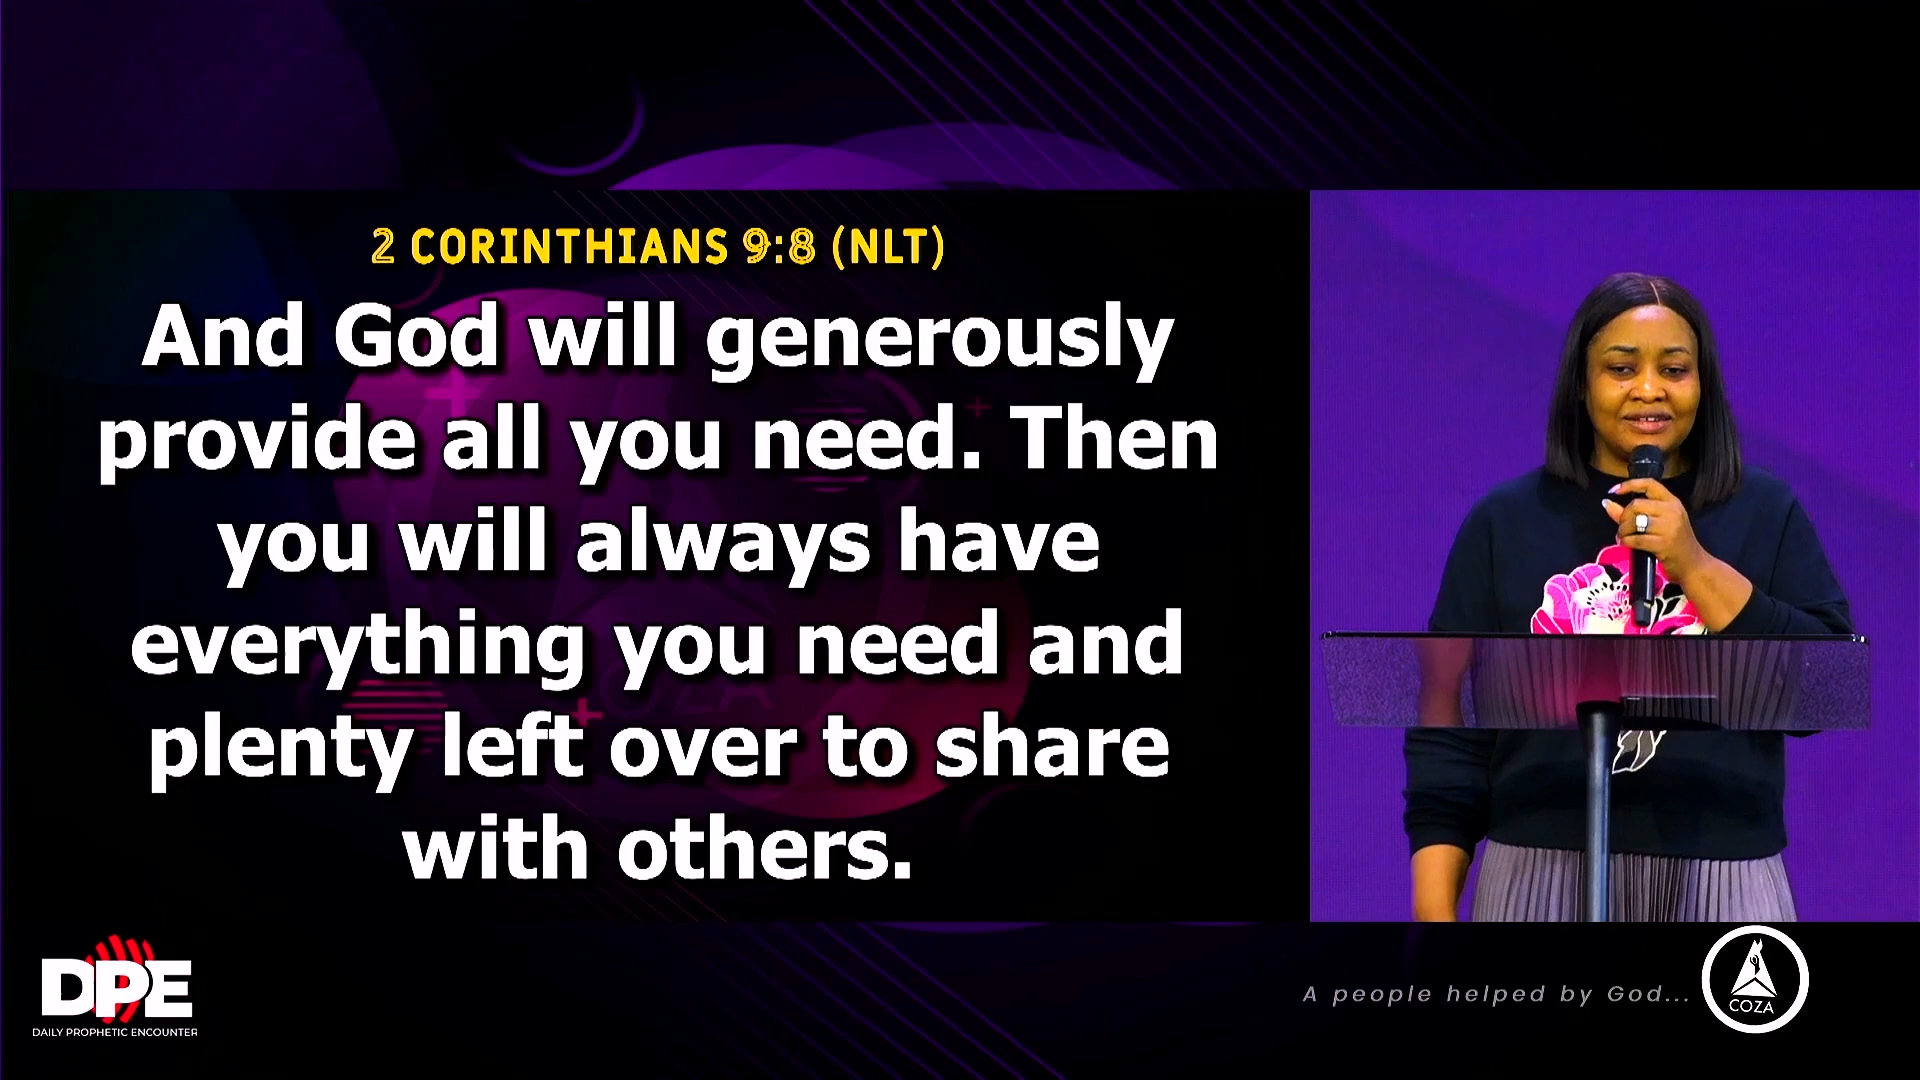 2 CORINTHIANS 9:8 (NLT)
And God will generously
provide all you need. Then
you will always have
everything you need and
plenty left over to share
with others.
DPE
DAILY PROPHETIC ENCOUNTER
A people helped by God...
COZA